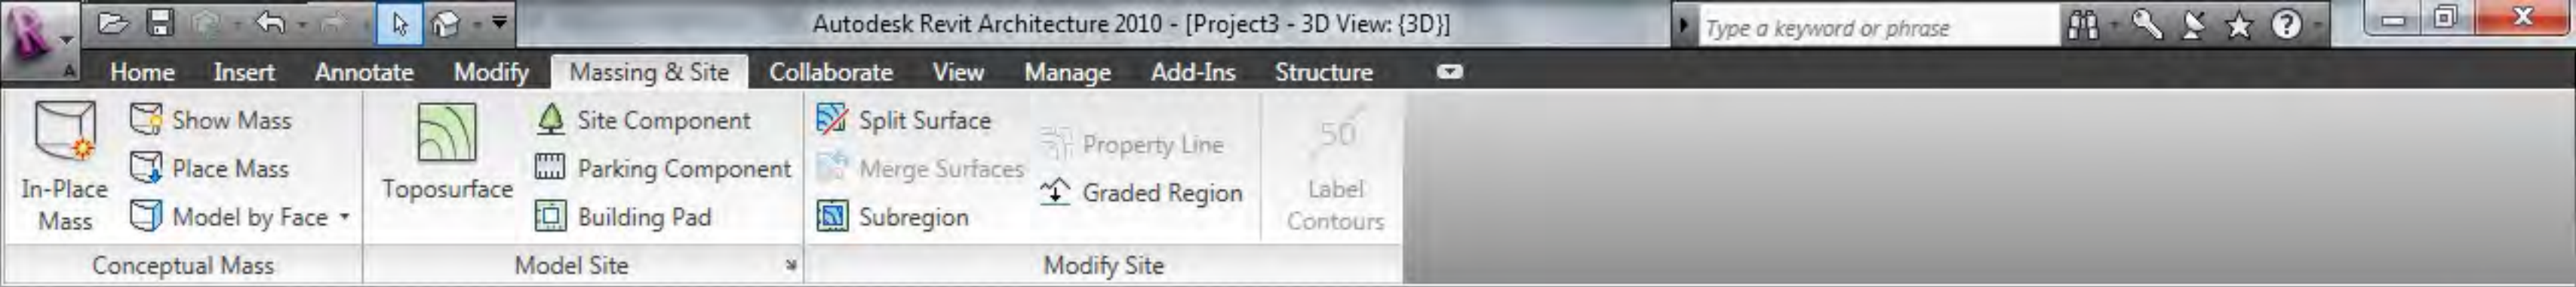 Autodesk Revit Architecture 2010 - [Project3 - 3D View: {3D}]
Type a keyword or phrase
A
Home Insert Annotate Modify Massing & Site Collaborate View Manage Add-Ins Structure
In-Place
Mass
Show Mass
Place Mass
Model by Face
Conceptual Mass
Toposurface
Site Component
Parking Component
Building Pad
Model Site
Split Surface
Merge Surfaces
Subregion
Property Line
Graded Region
50
Label
Contours
Modify Site